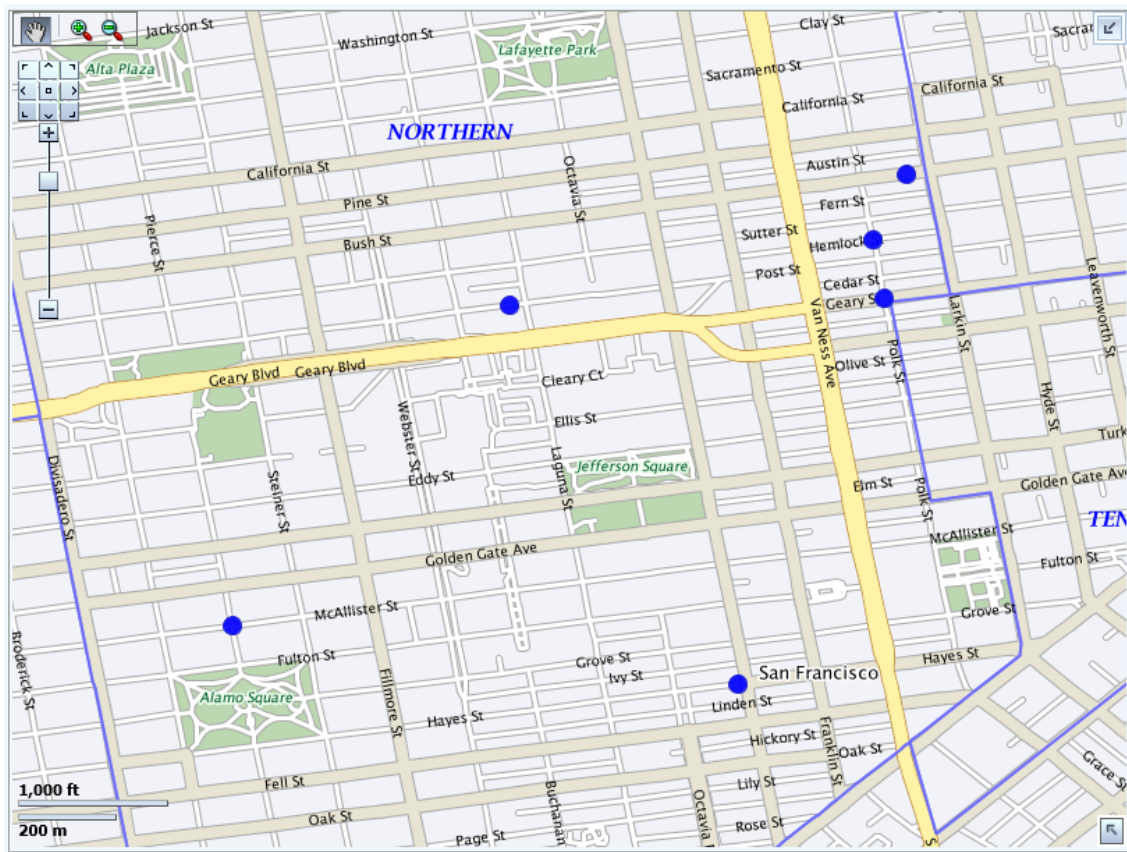 Jackson St
Washington St
Lafayette Park
Clay St
Sacra
Alta Plaza
Sacramento St
California St
California St
NORTHERN
California St
Octavia St
Austin St
Pine St
Fern St
Pierce St
Bush St
Sutter St
Hemlock St
Post St
Cedar St
Geary S
Leavenworth St
Van Ness Ave
Larkin St
Polk St
Olive St
Geary Blvd
Geary Blvd
Cleary Ct
Hyde St
Webster St
Ellis St
Turk
Divisadero St
Steiner St
Eddy St
Laguna St
Jefferson Square
Elm St
Polk St
Golden Gate Ave
TEN
McAllister St
Golden Gate Ave
Fulton St
McAllister St
Grove St
Broderick St
Fulton St
Grove St
Hayes St
Ivy St
San Francisco
Alamo Square
Fillmore St
Hayes St
Linden St
Franklin St
Hickory St
Oak St
Grace St
Fell St
Lily St
1,000 ft
Buchanan
Octavia
Oak St
Rose St
200 m
Page St
S